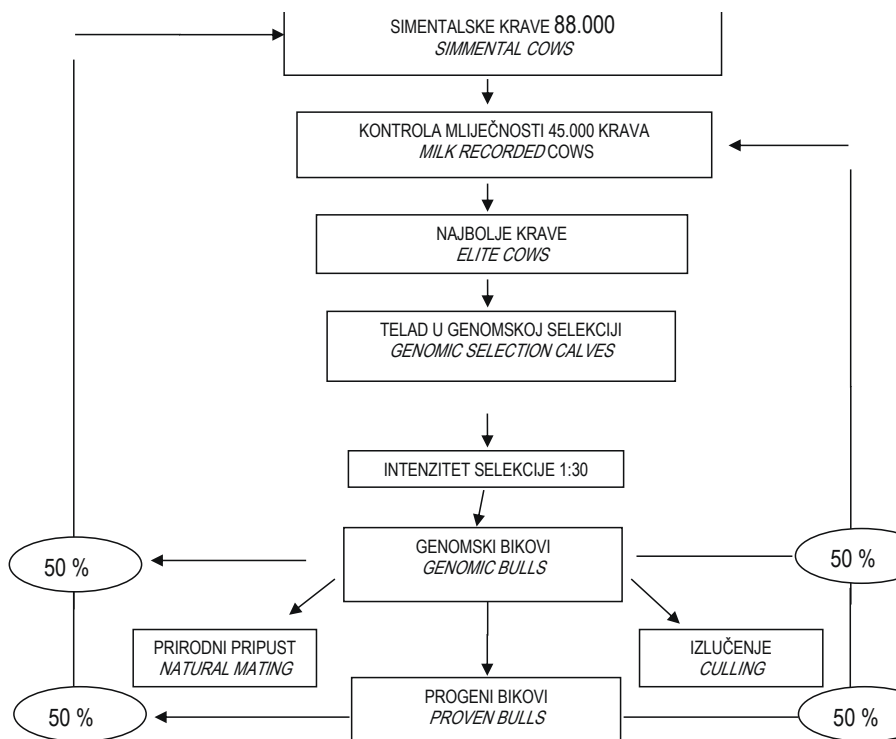 SIMENTALSKE KRAVE 88.000
SIMMENTAL COWS
KONTROLA MLIJEČNOSTI 45.000 KRAVA
MILK RECORDED COWS
NAJBOLJE KRAVE
ELITE COWS
TELAD U GENOMSKOJ SELEKCIJI
GENOMIC SELECTION CALVES
INTENZITET SELEKCIJE 1:30
50 %
GENOMSKI BIKOVI
GENOMIC BULLS
50 %
PRIRODNI PRIPUST
NATURAL MATING
IZLUČENJE
CULLING
50 %
PROGENI BIKOVI
PROVEN BULLS
50 %